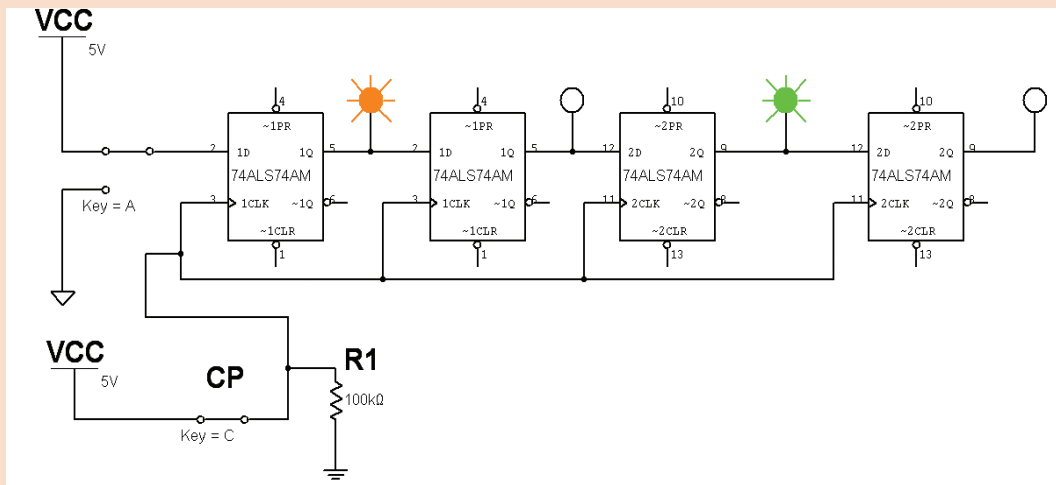 VCC
5V
4
4
10
10
~1PR
~1PR
~2PR
~2PR
2
1D
1Q
5
2
1D
1Q
5
12
2D
2Q
9
12
2D
2Q
9
74ALS74AM
74ALS74AM
74ALS74AM
74ALS74AM
3
1CLK
~1Q
6
3
1CLK
~1Q
6
11
2CLK
~2Q
8
11
2CLK
~2Q
8
Key = A
~1CLR
~1CLR
~2CLR
~2CLR
1
1
13
13
VCC
5V
CP
R1
100kΩ
Key = C